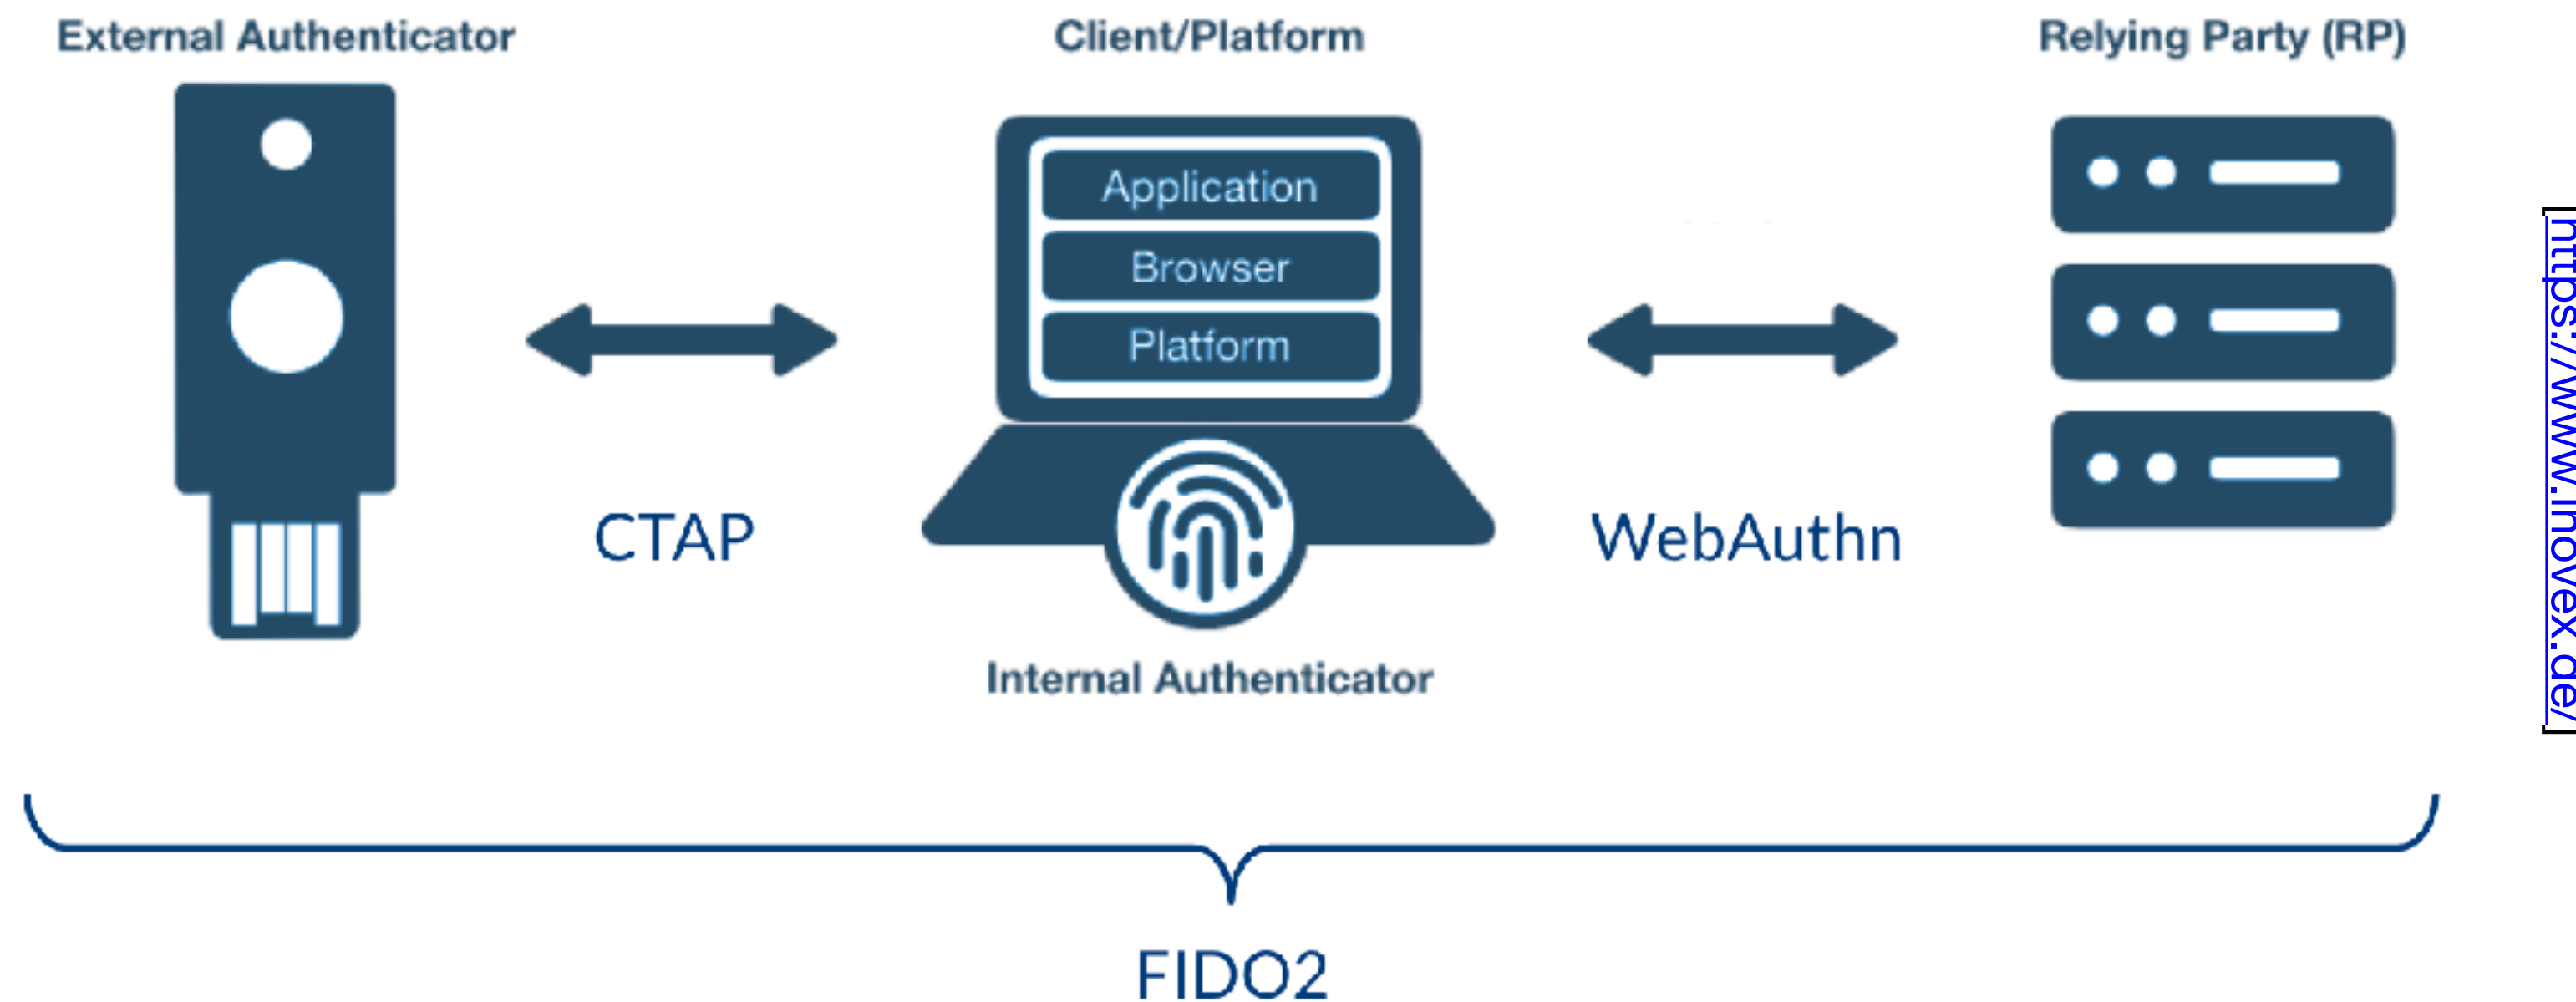 External Authenticator
Client/Platform
Relying Party (RP)
Application
Browser
Platform
CTAP
WebAuthn
Internal Authenticator
FIDO2
[https://www.inovex.de/]